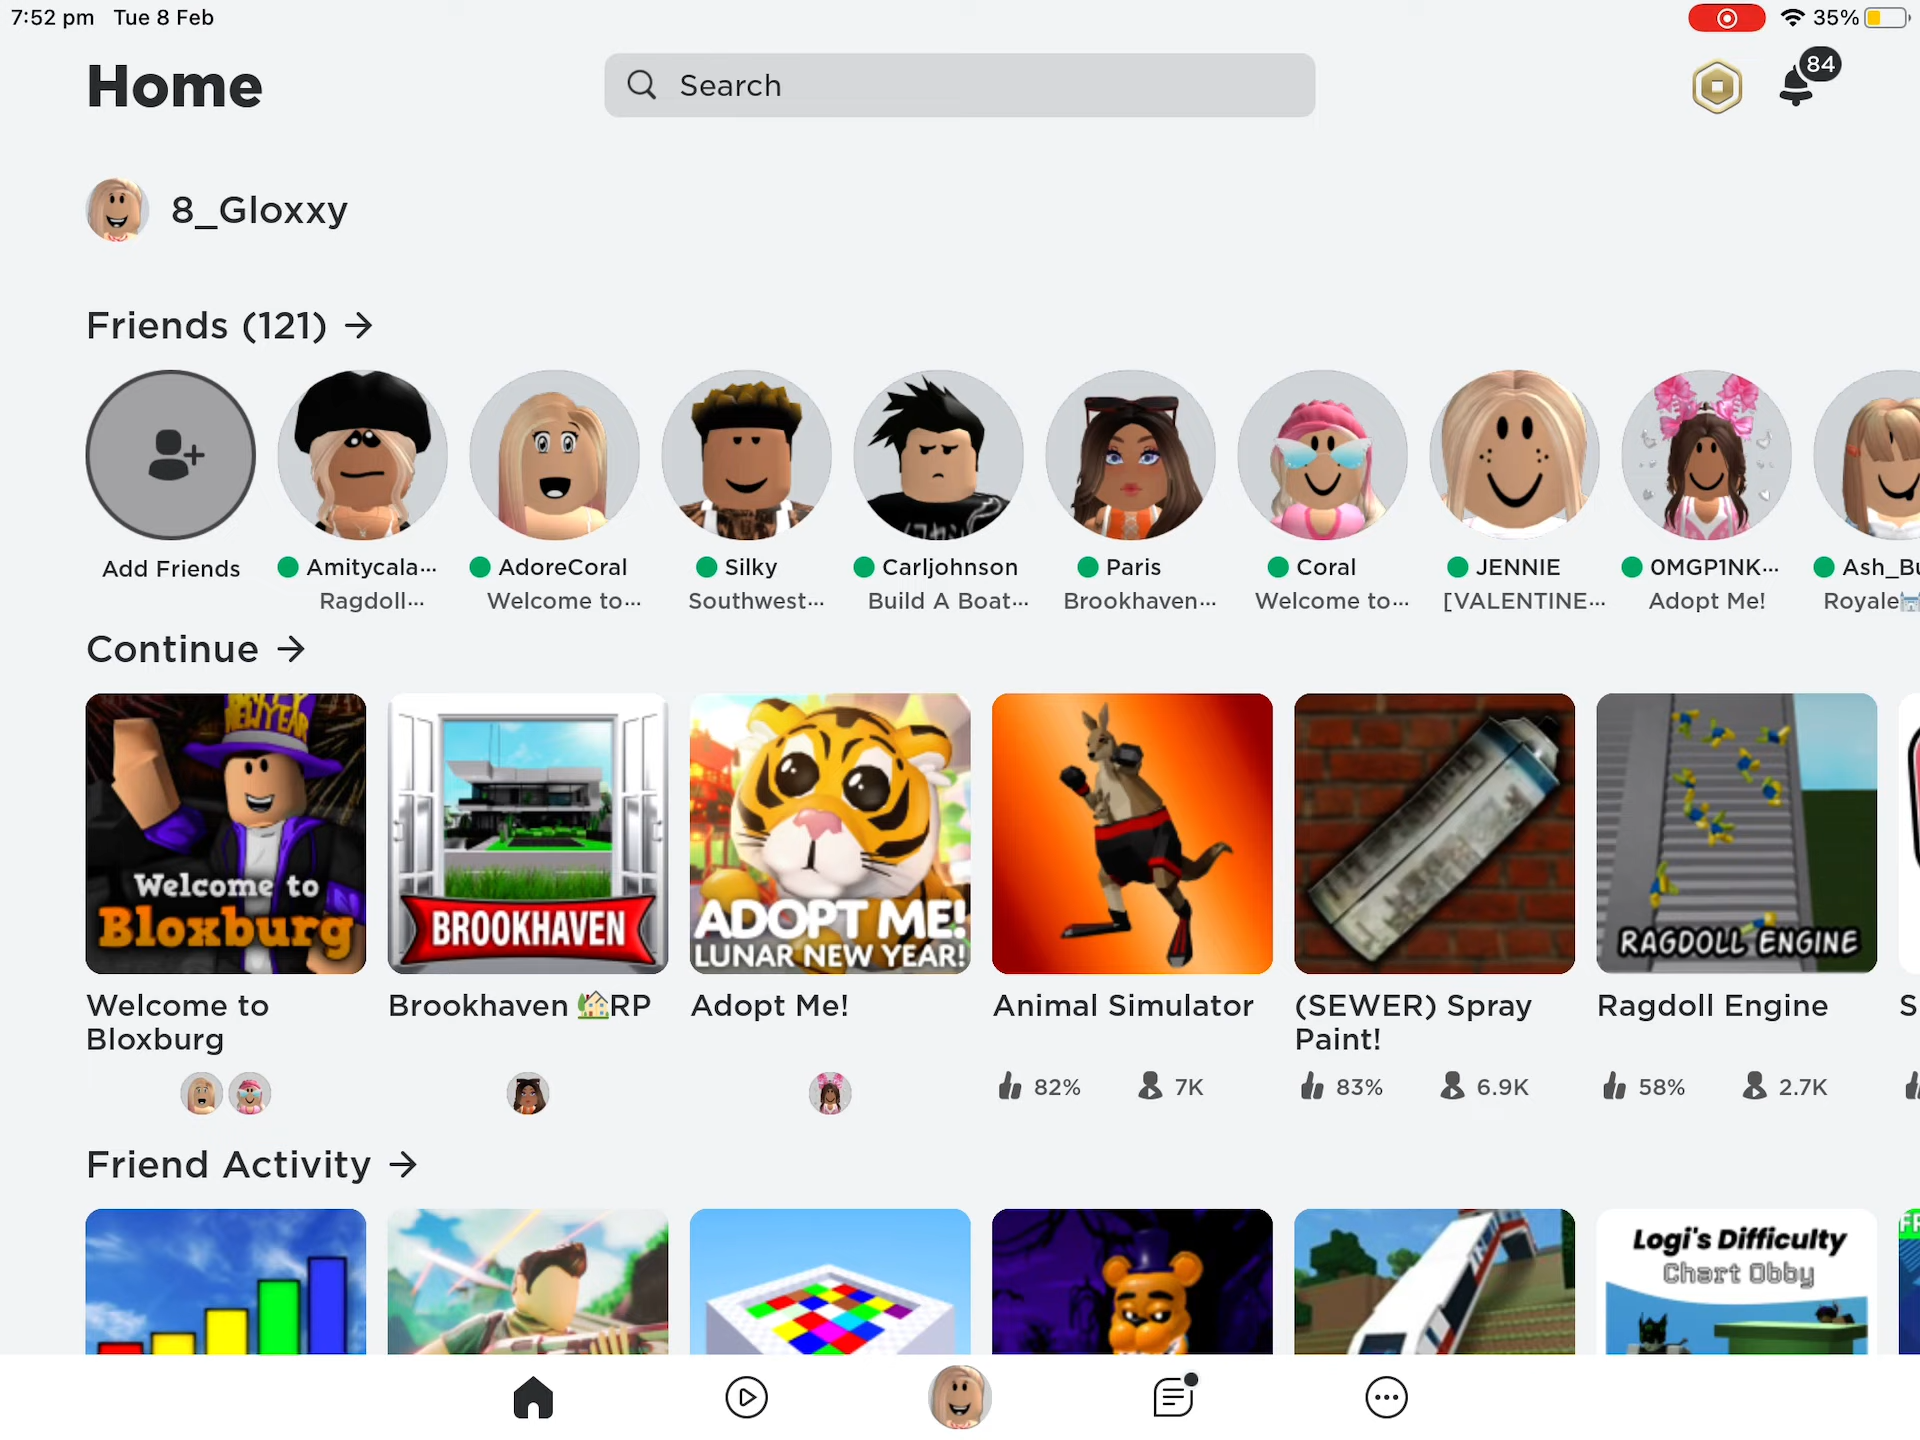 7:52 pm Tue 8 Feb
35%
Home
Search
84
8_Gloxxy
Friends (121) →
Add Friends
Amitycala...
Ragdoll...
AdoreCoral
Welcome to...
Silky
Southwest...
Carljohnson
Build A Boat...
Paris
Brookhaven...
Coral
Welcome to...
JENNIE
[VALENTINE...
0MGP1NK...
Adopt Me!
Ash_Bu
Royale
Continue →
NEW YEAR
Welcome to
Bloxburg
BROOKHAVEN
ADOPT ME!
LUNAR NEW YEAR!
RAGDOLL ENGINE
Welcome to
Bloxburg
Brookhaven 🏡RP
Adopt Me!
Animal Simulator
82% 7K
(SEWER) Spray
Paint!
83% 6.9K
Ragdoll Engine
58% 2.7K
S
Friend Activity →
Logi's Difficulty
Chart Obby
FR